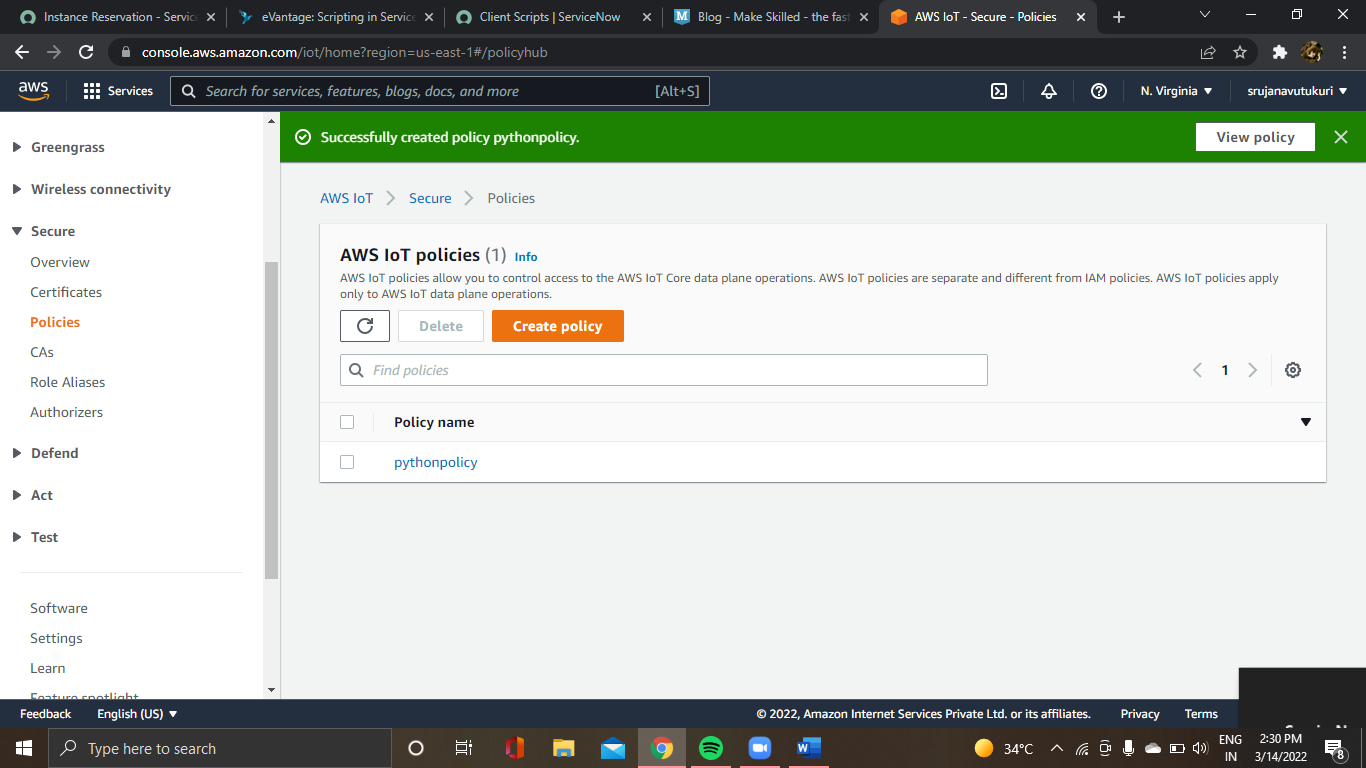 Instance Reservation - Servic
eVantage: Scripting in Service
Client Scripts | ServiceNow
Blog - Make Skilled - the fast
AWS IoT - Secure - Policies
console.aws.amazon.com/iot/home?region=us-east-1#/policyhub
aws
Services
Search for services, features, blogs, docs, and more
[Alt+S]
N. Virginia
srujanavutukuri
Greengrass
Wireless connectivity
Secure
Overview
Certificates
Policies
CAs
Role Aliases
Authorizers
Defend
Act
Test
Software
Settings
Learn
Feature spotlight
Successfully created policy pythonpolicy.
View policy
AWS IoT
Secure
Policies
AWS IoT policies (1) Info
AWS IoT policies allow you to control access to the AWS IoT Core data plane operations. AWS IoT policies are separate and different from IAM policies. AWS IoT policies apply
only to AWS IoT data plane operations.
Delete
Create policy
Find policies
1
Policy name
pythonpolicy
Feedback
English (US)
© 2022, Amazon Internet Services Private Ltd. or its affiliates.
Privacy
Terms
Type here to search
34°C
ENG
IN
2:30 PM
3/14/2022
8